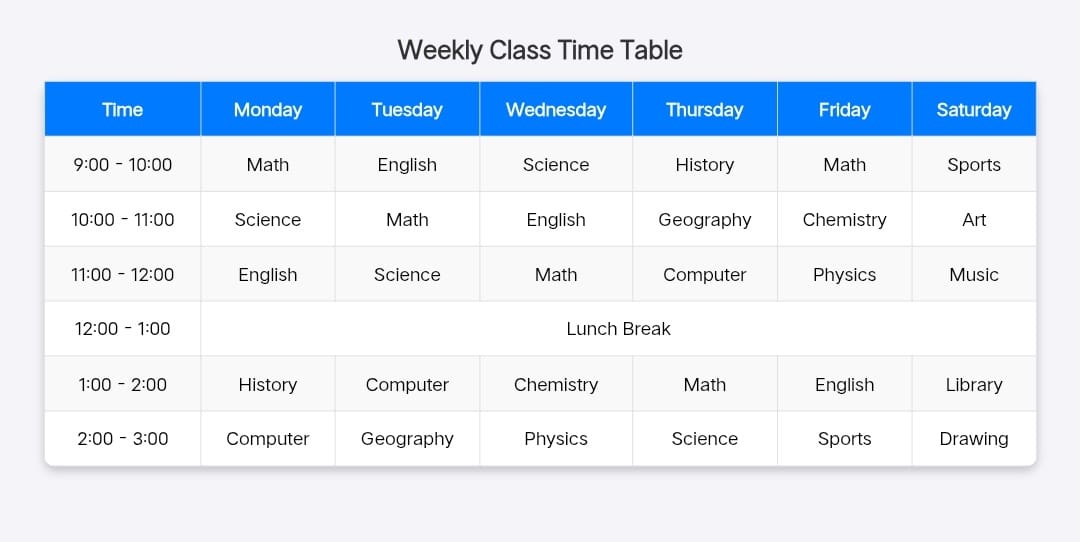 Weekly Class Time Table
Time Monday Tuesday Wednesday Thursday Friday Saturday
9:00 - 10:00 Math English Science History Math Sports
10:00 - 11:00 Science Math English Geography Chemistry Art
11:00 - 12:00 English Science Math Computer Physics Music
12:00 - 1:00 Lunch Break
1:00 - 2:00 History Computer Chemistry Math English Library
2:00 - 3:00 Computer Geography Physics Science Sports Drawing